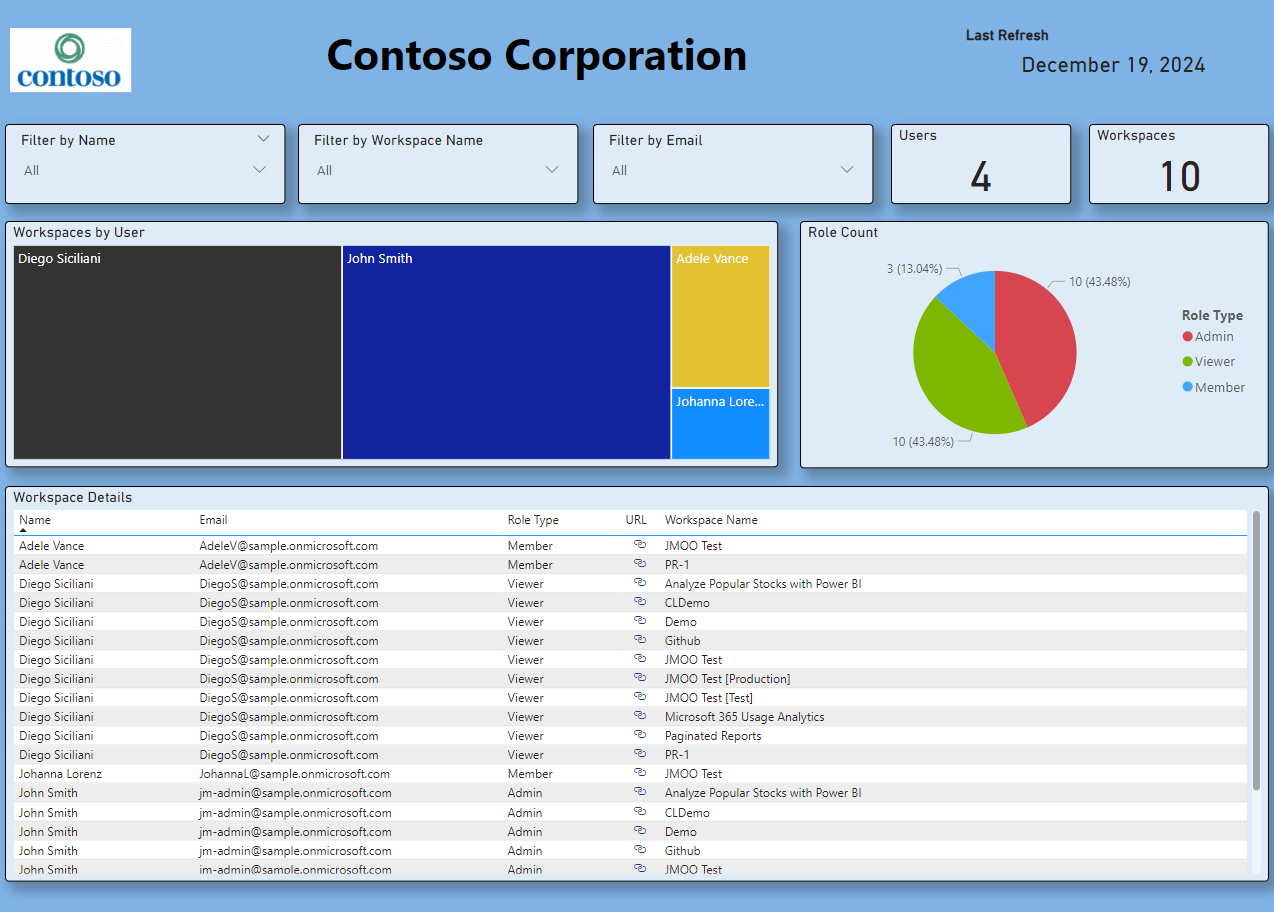 contoso
Contoso Corporation
Last Refresh
December 19, 2024
Filter by Name
All
Filter by Workspace Name
All
Filter by Email
All
Users
4
Workspaces
10
Workspaces by User
Diego Siciliani
John Smith
Adele Vance
Johanna Lore...
Role Count
3 (13.04%)
10 (43.48%)
10 (43.48%)
Role Type
Admin
Viewer
Member
Workspace Details
Name Email Role Type URL Workspace Name
Adele Vance AdeleV@sample.onmicrosoft.com Member JMOO Test
Adele Vance AdeleV@sample.onmicrosoft.com Member PR-1
Diego Siciliani DiegoS@sample.onmicrosoft.com Viewer Analyze Popular Stocks with Power BI
Diego Siciliani DiegoS@sample.onmicrosoft.com Viewer CLDemo
Diego Siciliani DiegoS@sample.onmicrosoft.com Viewer Demo
Diego Siciliani DiegoS@sample.onmicrosoft.com Viewer Github
Diego Siciliani DiegoS@sample.onmicrosoft.com Viewer JMOO Test
Diego Siciliani DiegoS@sample.onmicrosoft.com Viewer JMOO Test [Production]
Diego Siciliani DiegoS@sample.onmicrosoft.com Viewer JMOO Test [Test]
Diego Siciliani DiegoS@sample.onmicrosoft.com Viewer Microsoft 365 Usage Analytics
Diego Siciliani DiegoS@sample.onmicrosoft.com Viewer Paginated Reports
Diego Siciliani DiegoS@sample.onmicrosoft.com Viewer PR-1
Johanna Lorenz JohannaL@sample.onmicrosoft.com Member JMOO Test
John Smith jm-admin@sample.onmicrosoft.com Admin Analyze Popular Stocks with Power BI
John Smith jm-admin@sample.onmicrosoft.com Admin CLDemo
John Smith jm-admin@sample.onmicrosoft.com Admin Demo
John Smith jm-admin@sample.onmicrosoft.com Admin Github
John Smith jm-admin@sample.onmicrosoft.com Admin JMOO Test